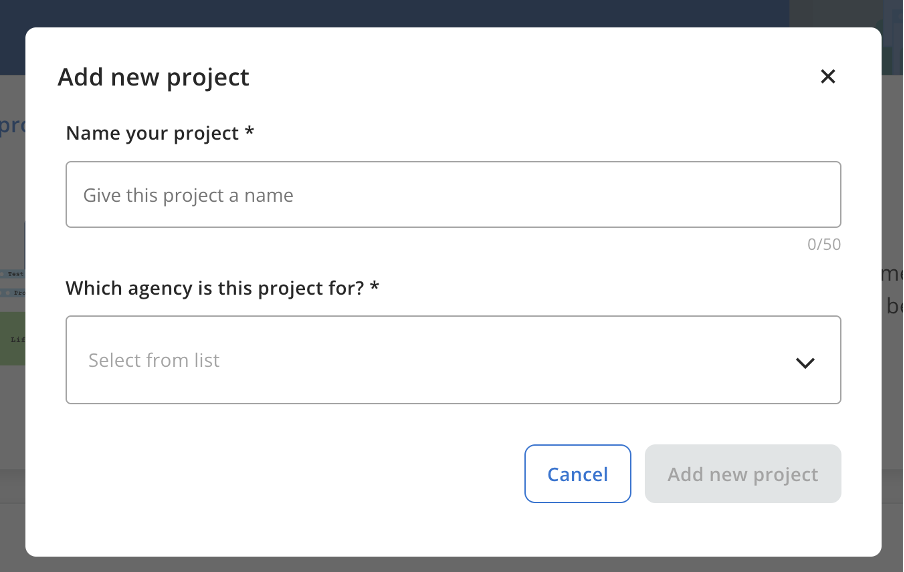 Add new project
Name your project *
Give this project a name
0/50
Which agency is this project for? *
Select from list
Cancel
Add new project